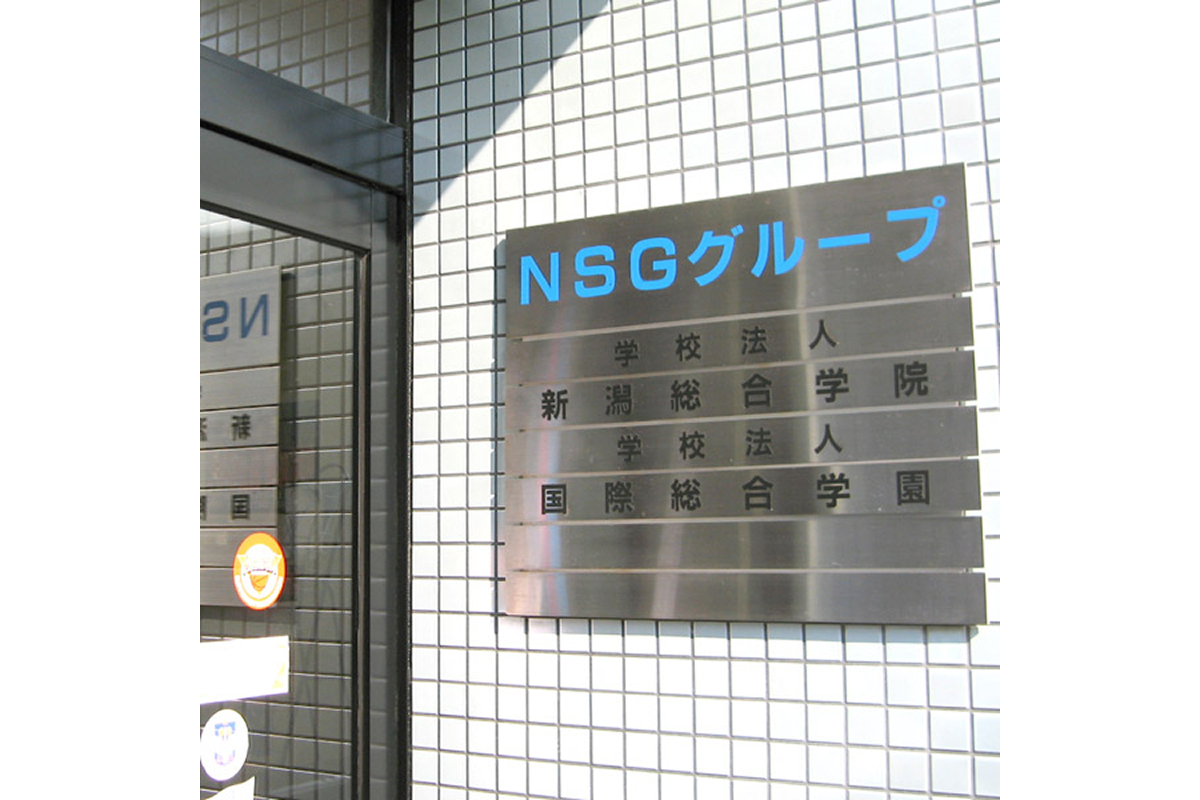 NSGグループ
学校法人
新潟総合学院
学校法人
国際総合学園